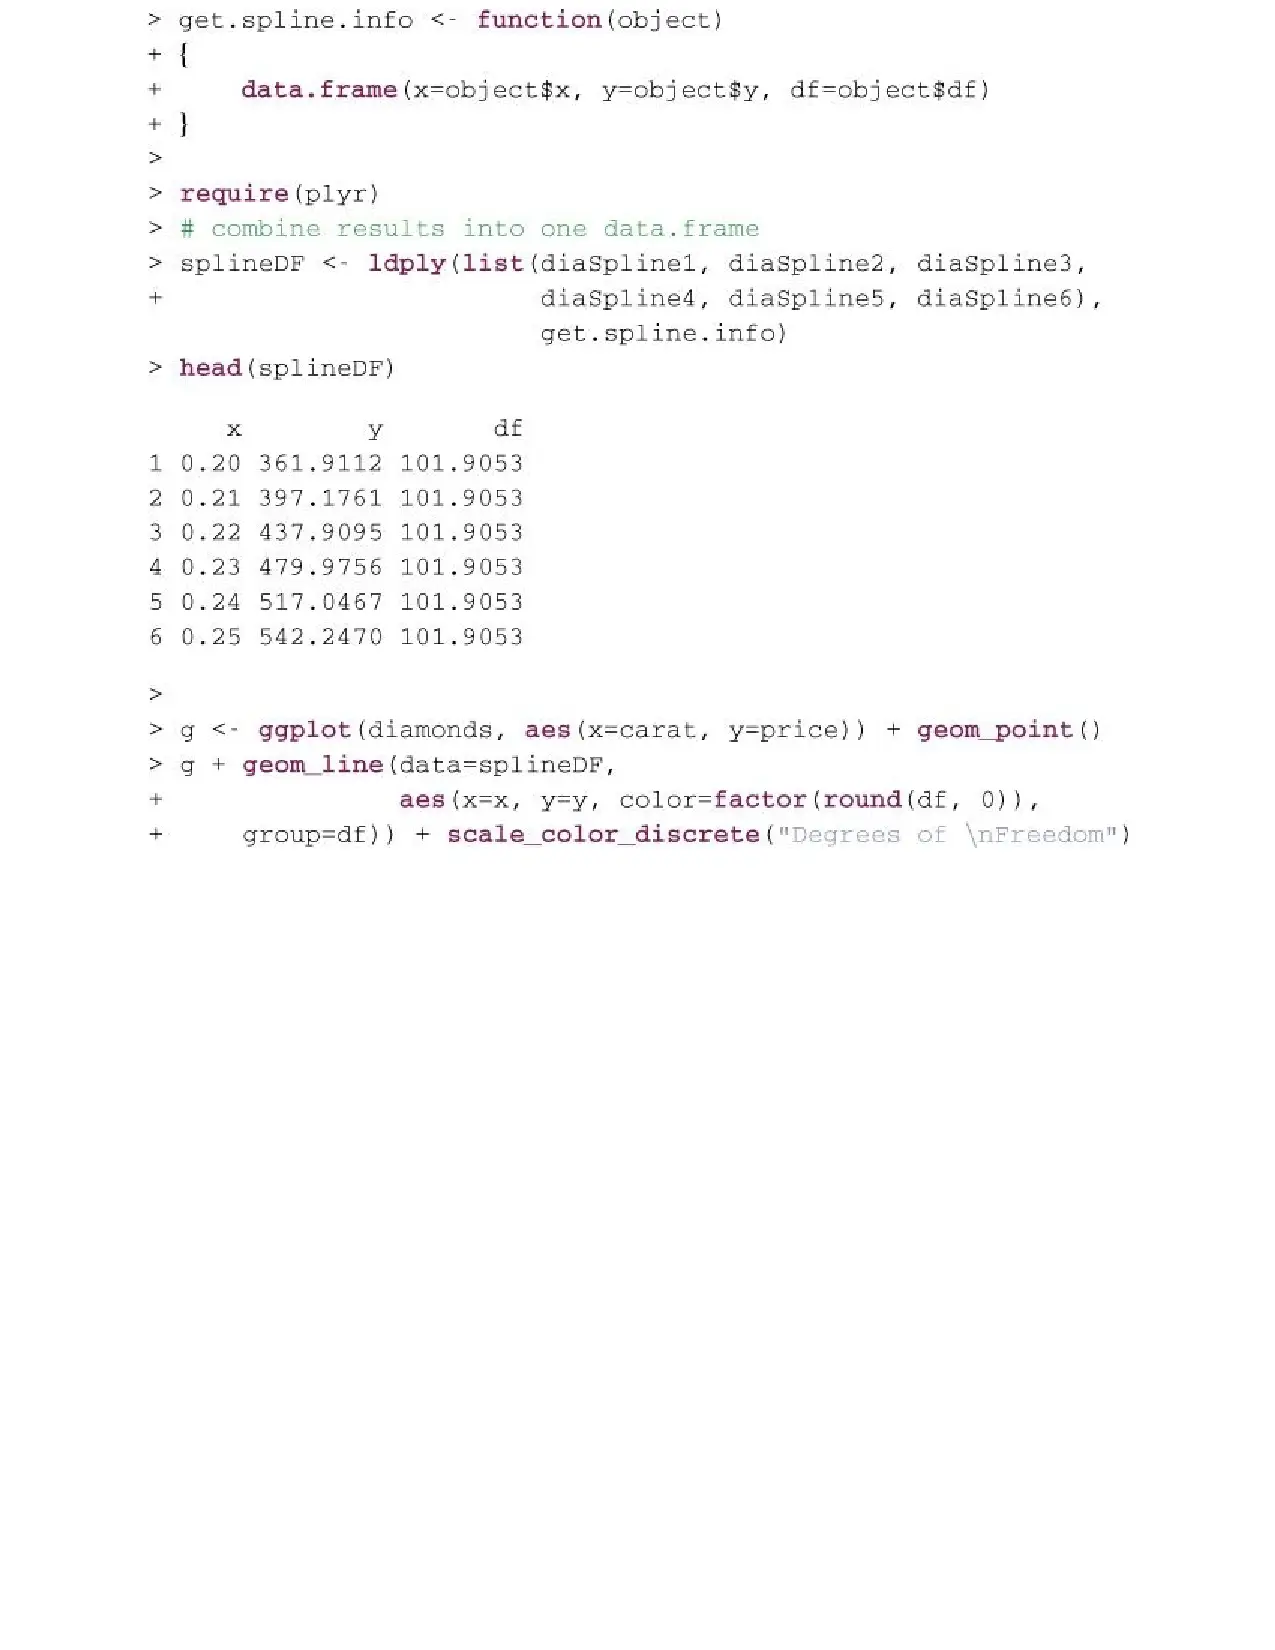 > get.spline.info <- function(object)
+ {
+     data.frame(x=object$x, y=object$y, df=object$df)
+ }
>
> require(plyr)
> # combine results into one data.frame
> splineDF <- ldply(list(diaSpline1, diaSpline2, diaSpline3,
+                        diaSpline4, diaSpline5, diaSpline6),
                         get.spline.info)
> head(splineDF)
     x        y       df
1 0.20 361.9112 101.9053
2 0.21 397.1761 101.9053
3 0.22 437.9095 101.9053
4 0.23 479.9756 101.9053
5 0.24 517.0467 101.9053
6 0.25 542.2470 101.9053
>
> g <- ggplot(diamonds, aes(x=carat, y=price)) + geom_point()
> g + geom_line(data=splineDF,
+               aes(x=x, y=y, color=factor(round(df, 0)),
+     group=df)) + scale_color_discrete("Degrees of \nFreedom")